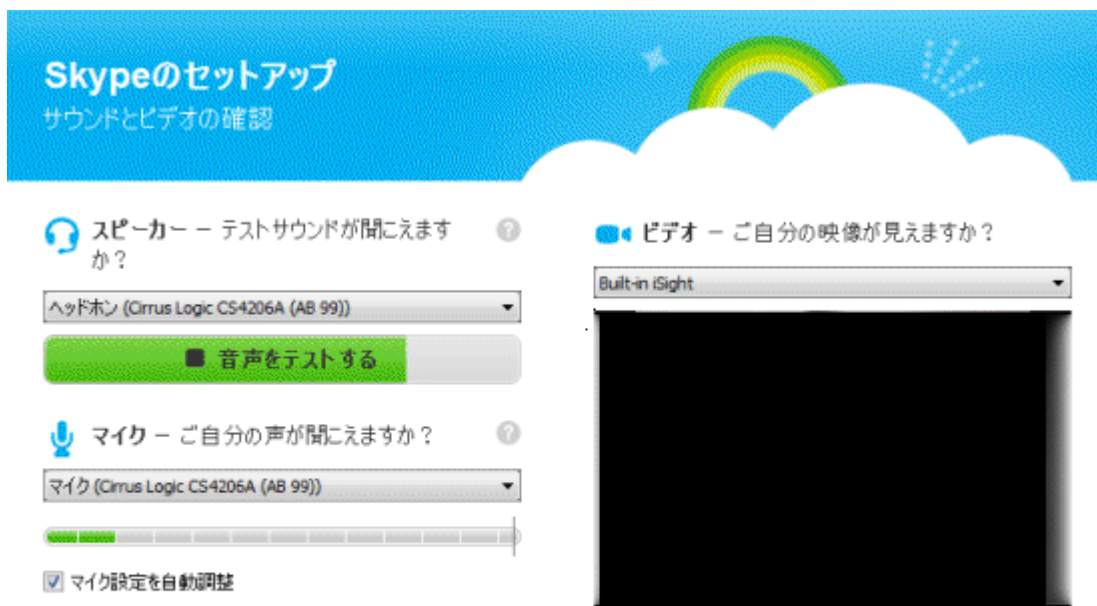 Skypeのセットアップ
サウンドとビデオの確認
スピーカー － テストサウンドが聞こえます
か？
ヘッドホン (Cirrus Logic CS4206A (AB 99))
音声をテストする
マイク － ご自分の声が聞こえますか？
マイク (Cirrus Logic CS4206A (AB 99))
マイク設定を自動調整
ビデオ － ご自分の映像が見えますか？
Built-in iSight